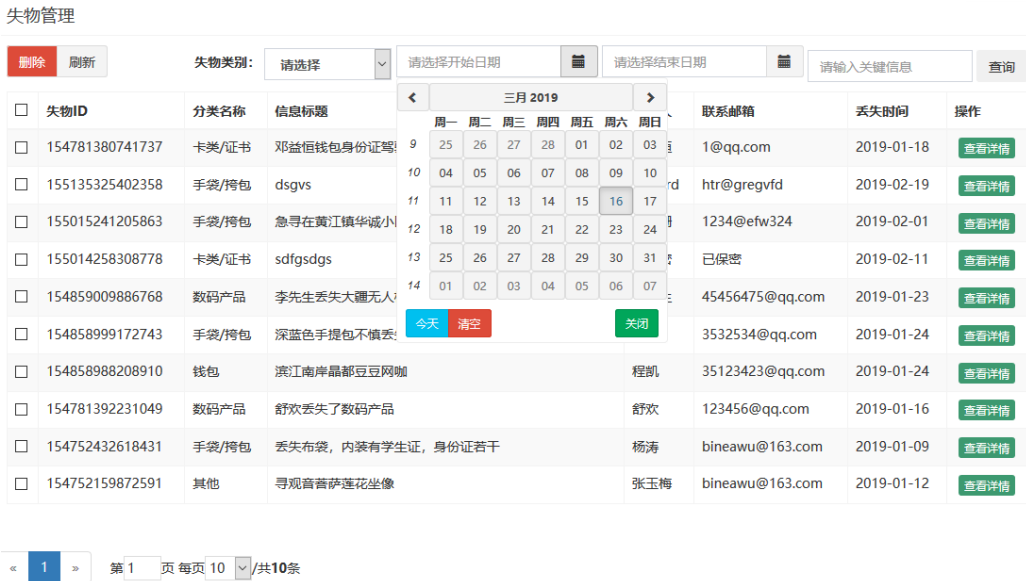 失物管理
删除 刷新 失物类别： 请选择 请选择开始日期 请选择结束日期 请输入关键信息 查询
三月 2019
周一 周二 周三 周四 周五 周六 周日
9 25 26 27 28 01 02 03
10 04 05 06 07 08 09 10
11 11 12 13 14 15 16 17
12 18 19 20 21 22 23 24
13 25 26 27 28 29 30 31
14 01 02 03 04 05 06 07
今天 清空 关闭
失物ID 分类名称 信息标题 联系邮箱 丢失时间 操作
154781380741737 卡类/证书 邓益恒钱包身份证驾 1@qq.com 2019-01-18 查看详情
155135325402358 手袋/挎包 dsgvs rd htr@gregvfd 2019-02-19 查看详情
155015241205863 手袋/挎包 急寻在黄江镇华诚小 1234@efw324 2019-02-01 查看详情
155014258308778 卡类/证书 sdfgsdgs 已保密 2019-02-11 查看详情
154859009886768 数码产品 李先生丢失大疆无人 45456475@qq.com 2019-01-23 查看详情
154858999172743 手袋/挎包 深蓝色手提包不慎丢 3532534@qq.com 2019-01-24 查看详情
154858988208910 钱包 滨江南岸晶都豆豆网咖 程凯 35123423@qq.com 2019-01-24 查看详情
154781392231049 数码产品 舒欢丢失了数码产品 舒欢 123456@qq.com 2019-01-16 查看详情
154752432618431 手袋/挎包 丢失布袋，内装有学生证，身份证若干 杨涛 bineawu@163.com 2019-01-09 查看详情
154752159872591 其他 寻观音菩萨莲花坐像 张玉梅 bineawu@163.com 2019-01-12 查看详情
« 1 » 第 1 页 每页 10 /共10条